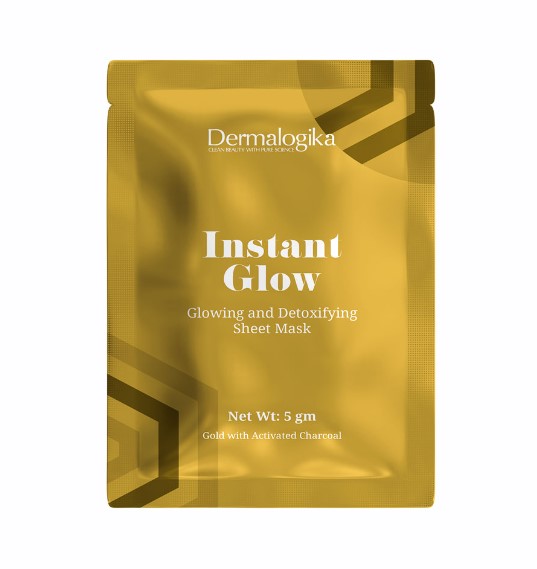 Dermalogika
CLEAN BEAUTY WITH PURE SCIENCE
Instant
Glow
Glowing and Detoxifying
Sheet Mask
Net Wt: 5 gm
Gold with Activated Charcoal